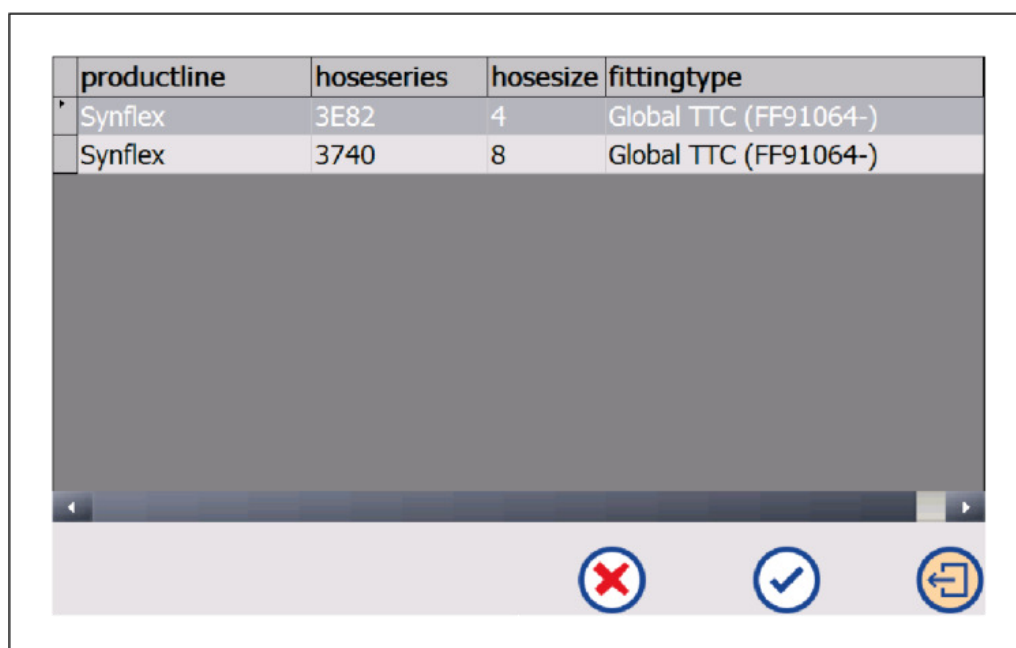 productline hoseseries hosesize fittingtype
Synflex 3E82 4 Global TTC (FF91064-)
Synflex 3740 8 Global TTC (FF91064-)